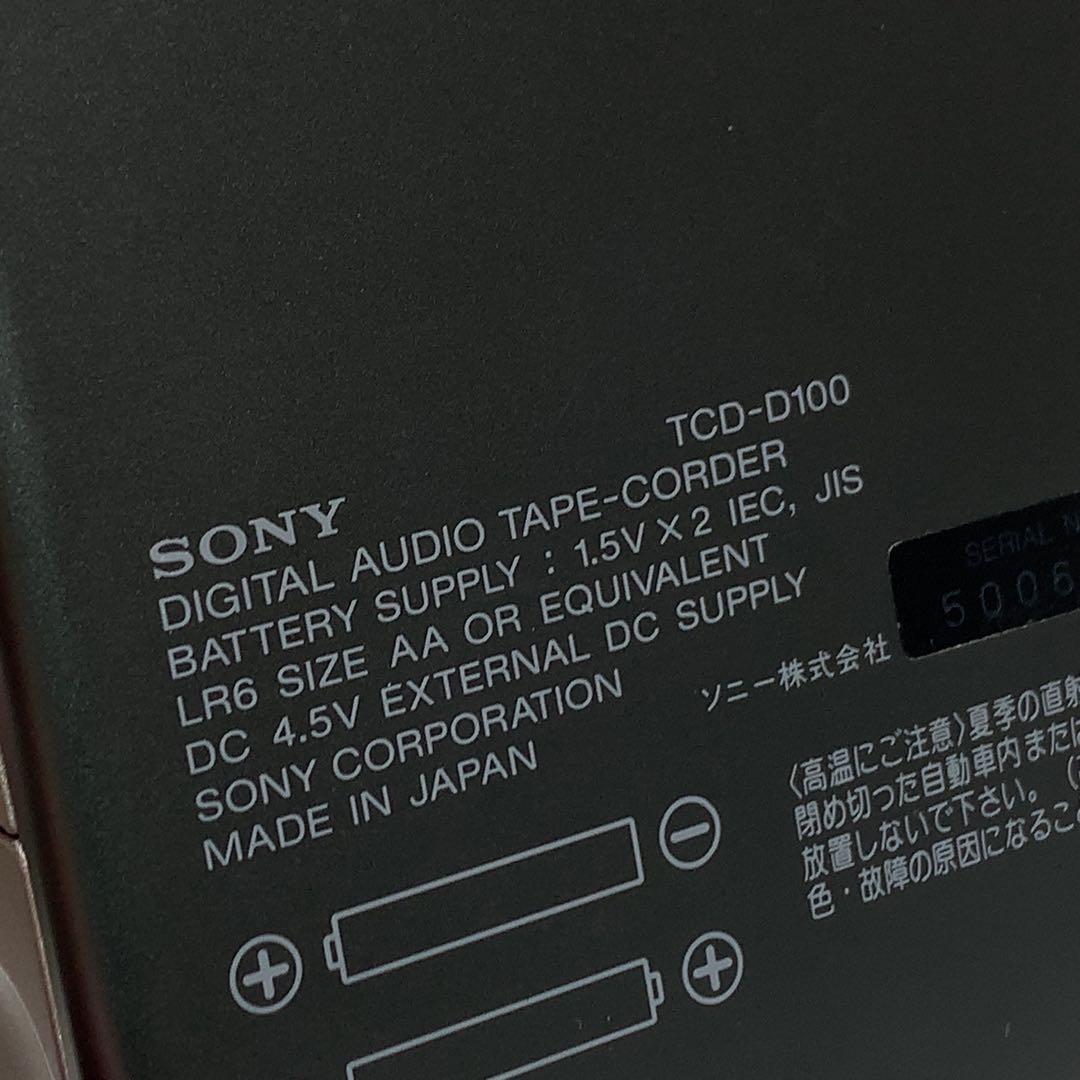 TCD-D100
SONY
DIGITAL AUDIO TAPE-CORDER
BATTERY SUPPLY : 1.5V X 2 IEC, JIS
LR6 SIZE AA OR EQUIVALENT
DC 4.5V EXTERNAL DC SUPPLY
SONY CORPORATION
MADE IN JAPAN
ソニー株式会社
SERIAL N
5006
〈高温にご注意〉夏季の直射
閉め切った自動車内または
放置しないで下さい。(
色・故障の原因になるこ